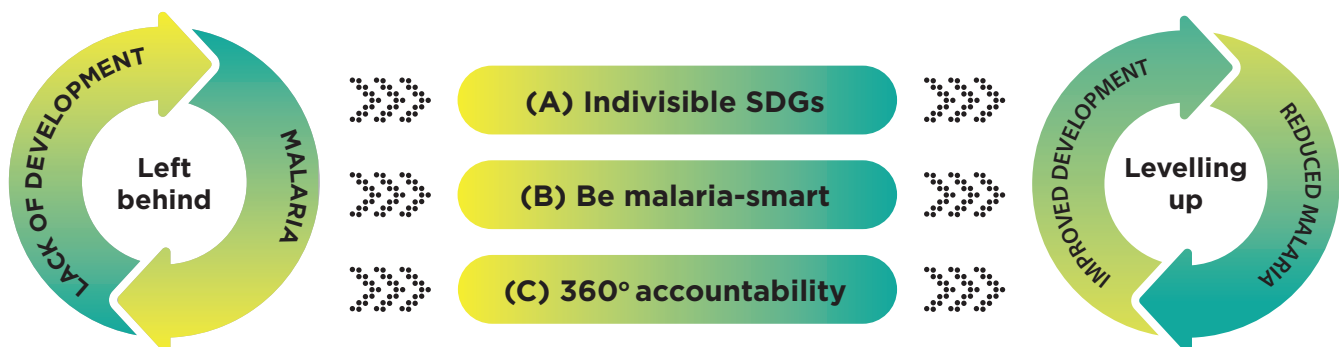 LACK OF DEVELOPMENT
MALARIA
Left
behind
(A) Indivisible SDGs
(B) Be malaria-smart
(C) 360° accountability
IMPROVED DEVELOPMENT
REDUCED MALARIA
Levelling
up